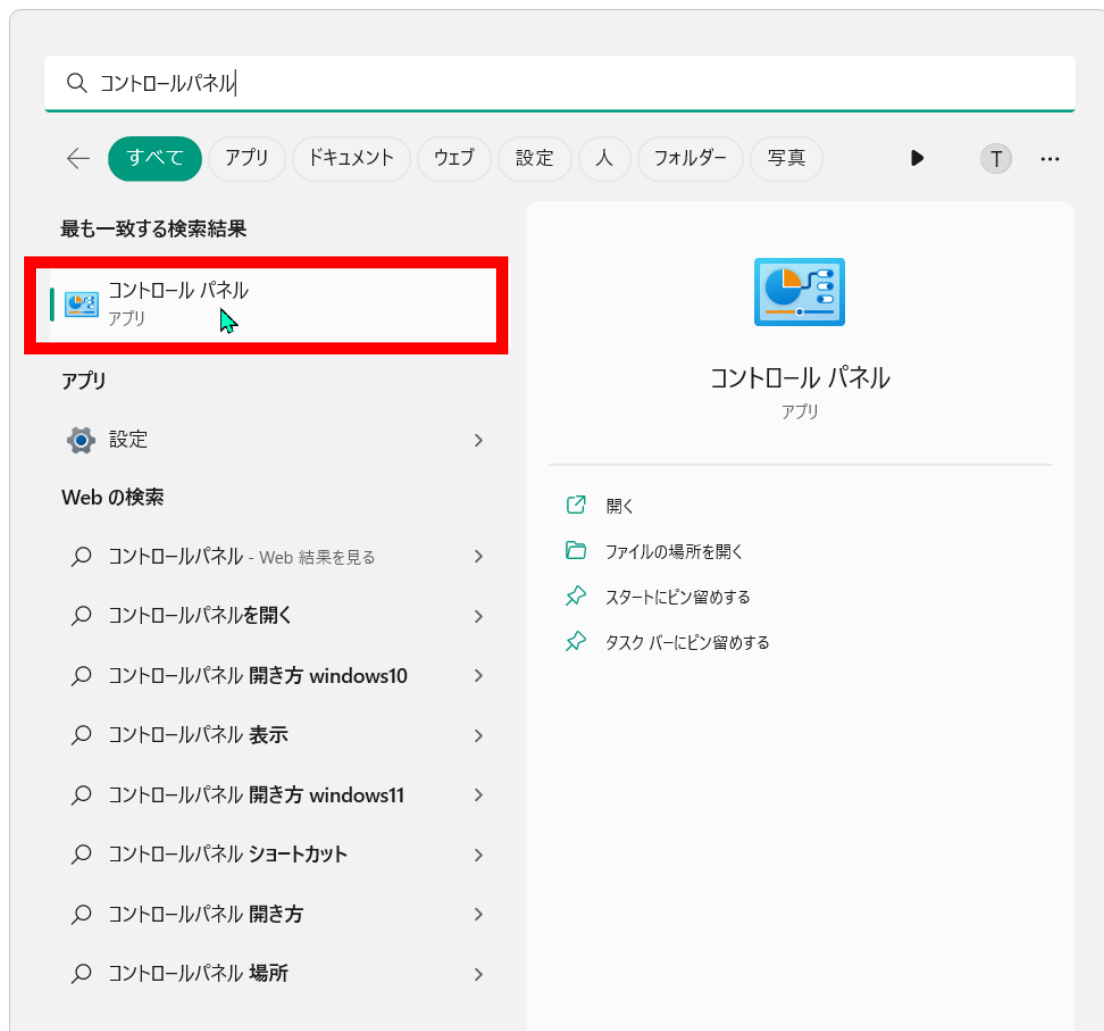 コントロールパネル
すべて アプリ ドキュメント ウェブ 設定 人 フォルダー 写真 T ...
最も一致する検索結果
コントロール パネル
アプリ
アプリ
設定
Web の検索
コントロールパネル - Web 結果を見る
コントロールパネルを開く
コントロールパネル 開き方 windows10
コントロールパネル 表示
コントロールパネル 開き方 windows11
コントロールパネル ショートカット
コントロールパネル 開き方
コントロールパネル 場所
コントロール パネル
アプリ
開く
ファイルの場所を開く
スタートにピン留めする
タスク バーにピン留めする